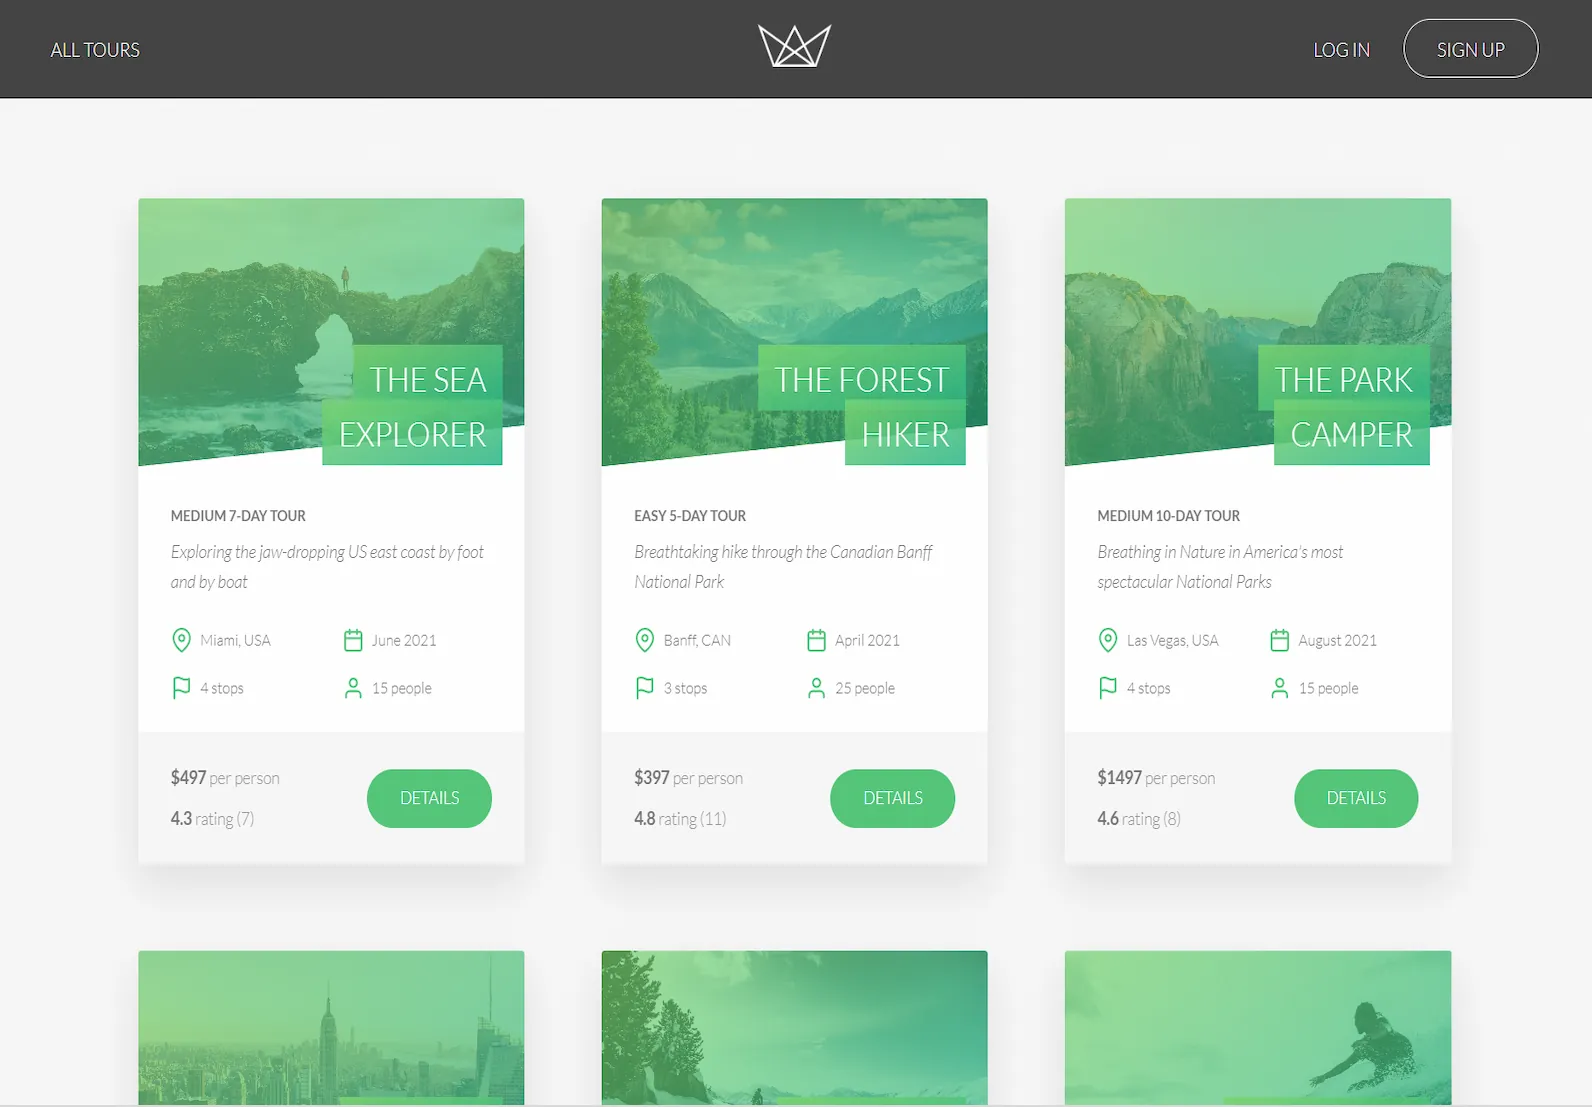 ALL TOURS
LOG IN
SIGN UP
THE SEA
EXPLORER
MEDIUM 7-DAY TOUR
Exploring the jaw-dropping US east coast by foot
and by boat
Miami, USA
June 2021
4 stops
15 people
$497 per person
4.3 rating (7)
DETAILS
THE FOREST
HIKER
EASY 5-DAY TOUR
Breathtaking hike through the Canadian Banff
National Park
Banff, CAN
April 2021
3 stops
25 people
$397 per person
4.8 rating (11)
DETAILS
THE PARK
CAMPER
MEDIUM 10-DAY TOUR
Breathing in Nature in America's most
spectacular National Parks
Las Vegas, USA
August 2021
4 stops
15 people
$1497 per person
4.6 rating (8)
DETAILS